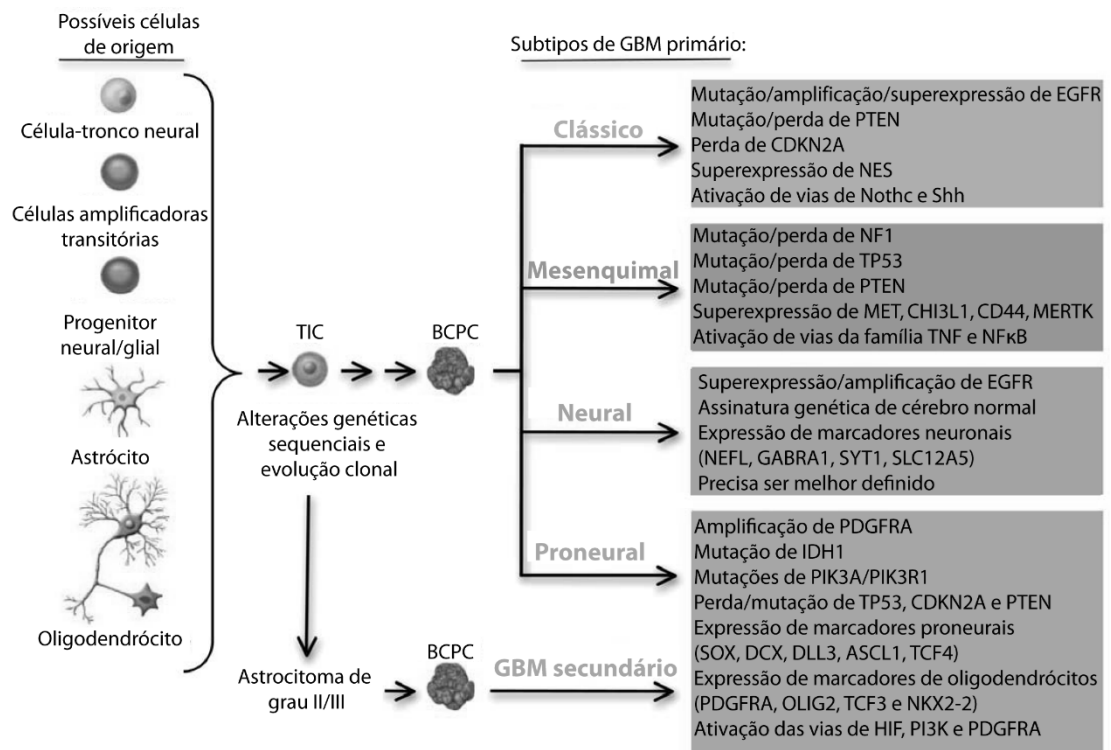 Possíveis células
de origem
Célula-tronco neural
Células amplificadoras
transitórias
Progenitor
neural/glial
Astrócito
Oligodendrócito
TIC
Alterações genéticas
sequenciais e
evolução clonal
BCPC
Astrocitoma de
grau II/III
BCPC
Subtipos de GBM primário:
Clássico
Mutação/amplificação/superexpressão de EGFR
Mutação/perda de PTEN
Perda de CDKN2A
Superexpressão de NES
Ativação de vias de Nothc e Shh
Mesenquimal
Mutação/perda de NF1
Mutação/perda de TP53
Mutação/perda de PTEN
Superexpressão de MET, CHI3L1, CD44, MERTK
Ativação de vias da família TNF e NFκB
Neural
Superexpressão/amplificação de EGFR
Assinatura genética de cérebro normal
Expressão de marcadores neuronais
(NEFL, GABRA1, SYT1, SLC12A5)
Precisa ser melhor definido
Proneural
GBM secundário
Amplificação de PDGFRA
Mutação de IDH1
Mutações de PIK3A/PIK3R1
Perda/mutação de TP53, CDKN2A e PTEN
Expressão de marcadores proneurais
(SOX, DCX, DLL3, ASCL1, TCF4)
Expressão de marcadores de oligodendrócitos
(PDGFRA, OLIG2, TCF3 e NKX2-2)
Ativação das vias de HIF, PI3K e PDGFRA